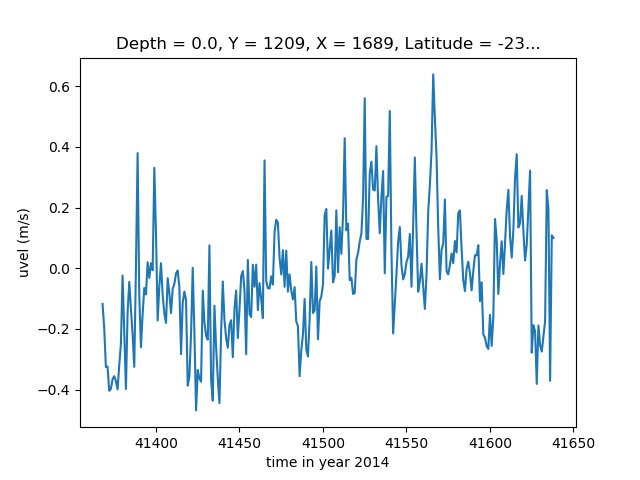 Depth = 0.0, Y = 1209, X = 1689, Latitude = -23...
0.6
0.4
0.2
0.0
−0.2
−0.4
uvel (m/s)
41400 41450 41500 41550 41600 41650
time in year 2014